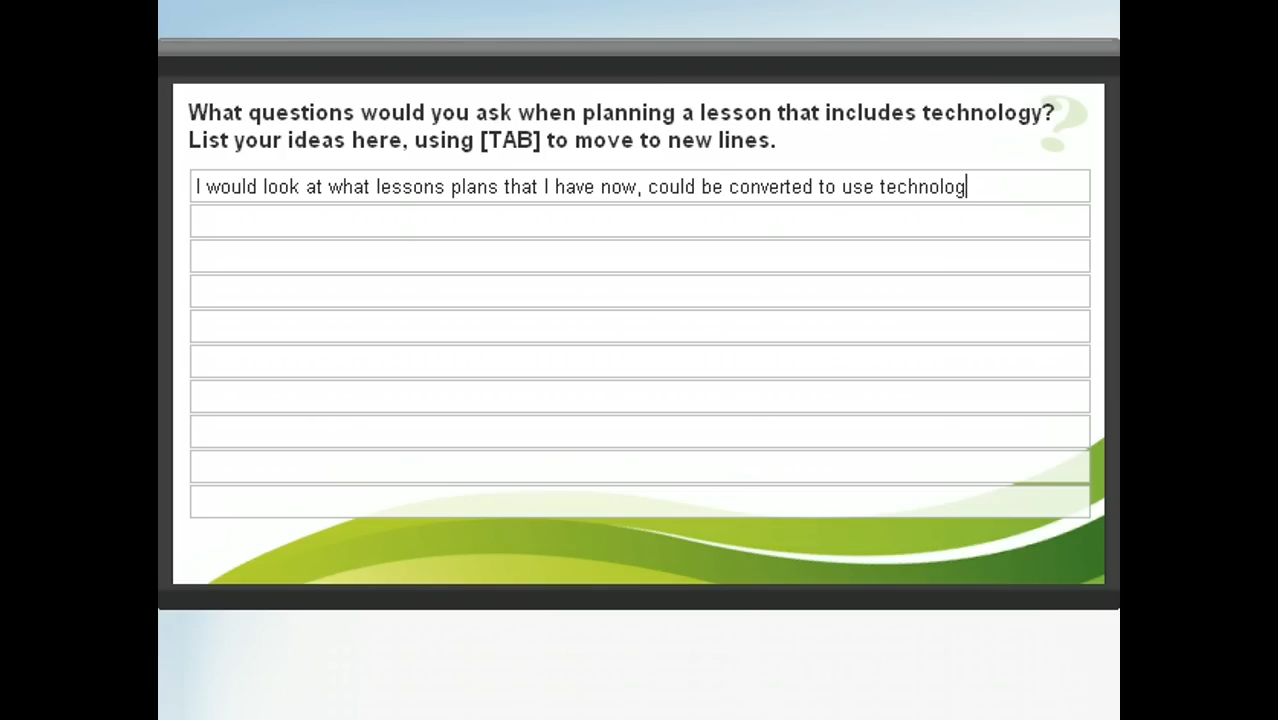 What questions would you ask when planning a lesson that includes technology?
List your ideas here, using [TAB] to move to new lines.
I would look at what lessons plans that I have now, could be converted to use technolog
?